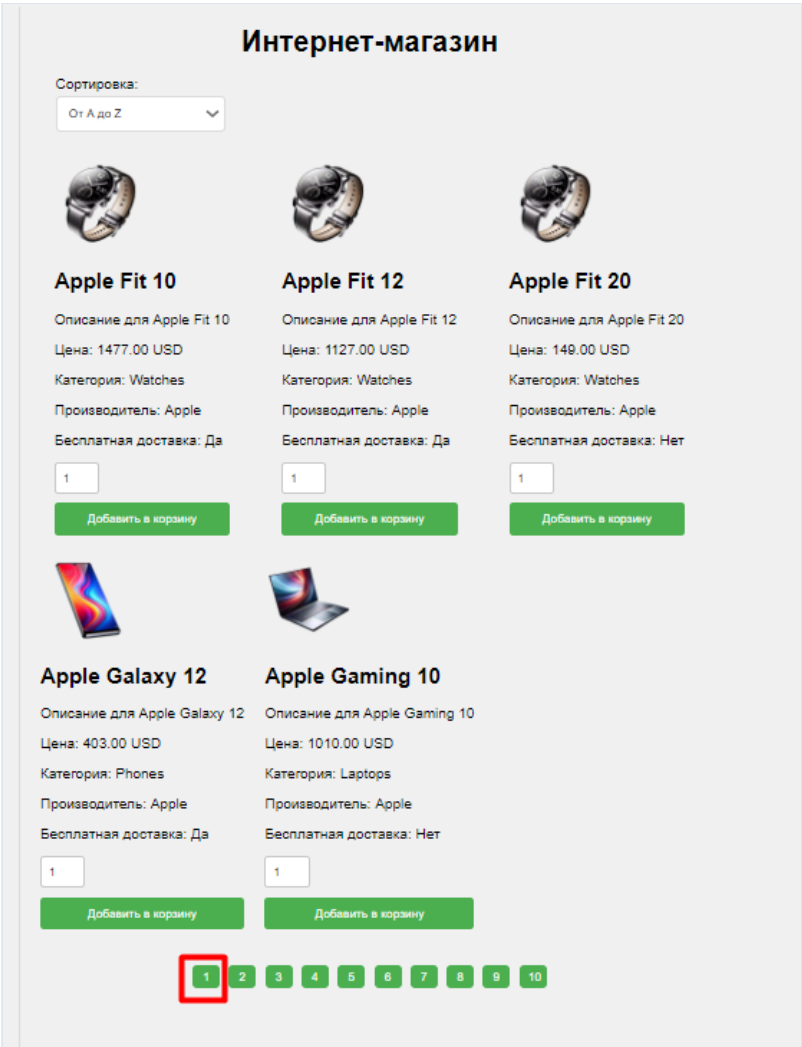 Интернет-магазин
Сортировка:
От A до Z
Apple Fit 10 Apple Fit 12 Apple Fit 20
Описание для Apple Fit 10 Описание для Apple Fit 12 Описание для Apple Fit 20
Цена: 1477.00 USD Цена: 1127.00 USD Цена: 149.00 USD
Категория: Watches Категория: Watches Категория: Watches
Производитель: Apple Производитель: Apple Производитель: Apple
Бесплатная доставка: Да Бесплатная доставка: Да Бесплатная доставка: Нет
1 1 1
Добавить в корзину Добавить в корзину Добавить в корзину
Apple Galaxy 12 Apple Gaming 10
Описание для Apple Galaxy 12 Описание для Apple Gaming 10
Цена: 403.00 USD Цена: 1010.00 USD
Категория: Phones Категория: Laptops
Производитель: Apple Производитель: Apple
Бесплатная доставка: Да Бесплатная доставка: Нет
1 1
Добавить в корзину Добавить в корзину
1 2 3 4 5 6 7 8 9 10